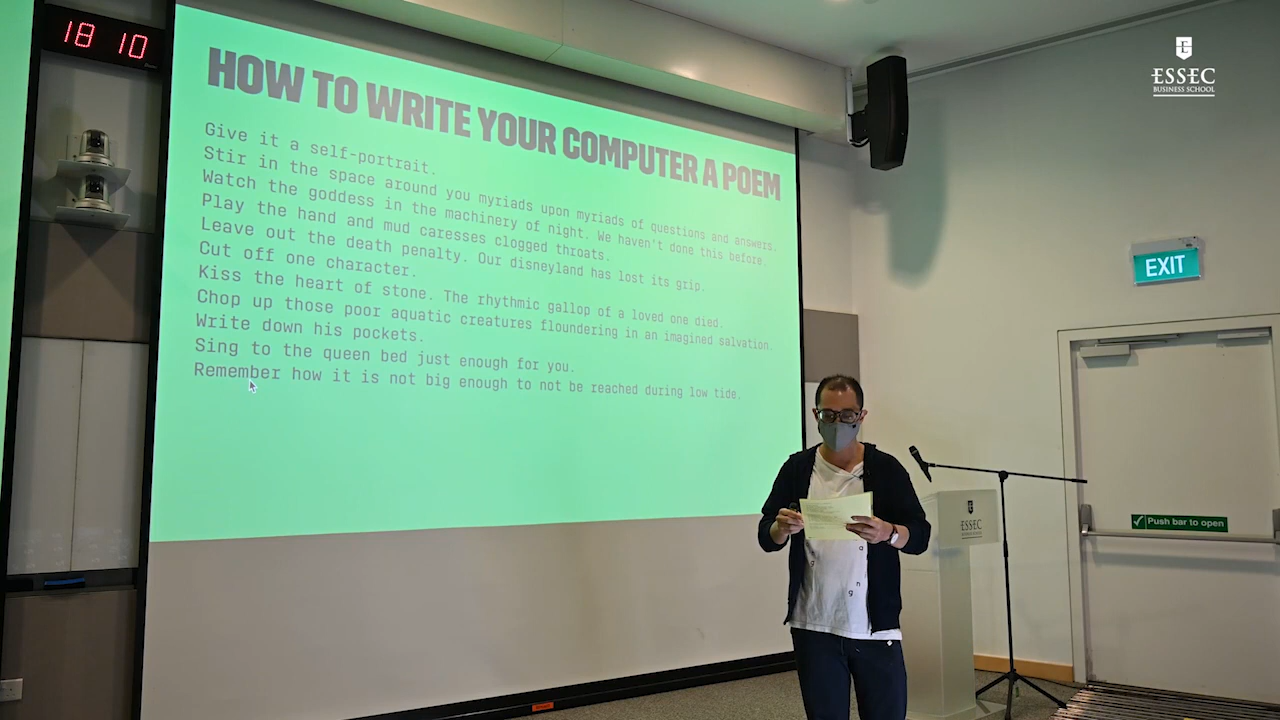 18 10
ESSEC
BUSINESS SCHOOL
HOW TO WRITE YOUR COMPUTER A POEM
Give it a self-portrait.
Stir in the space around you myriads upon myriads of questions and answers.
Watch the goddess in the machinery of night. We haven't done this before.
Play the hand and mud caresses clogged throats.
Leave out the death penalty. Our disneyland has lost its grip.
Cut off one character.
Kiss the heart of stone. The rhythmic gallop of a loved one died.
Chop up those poor aquatic creatures floundering in an imagined salvation.
Write down his pockets.
Sing to the queen bed just enough for you.
Remember how it is not big enough to not be reached during low tide.
EXIT
ESSEC
Push bar to open
a
n
g